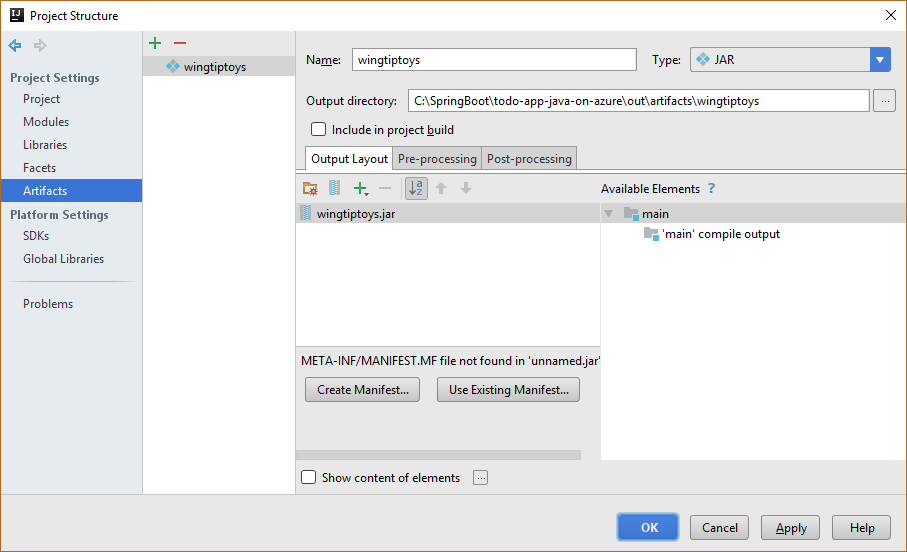 Project Structure
Project Settings
Project
Modules
Libraries
Facets
Artifacts
Platform Settings
SDKs
Global Libraries
Problems
wingtiptoys
Name: wingtiptoys Type: JAR
Output directory: C:\SpringBoot\todo-app-java-on-azure\out\artifacts\wingtiptoys ...
Include in project build
Output Layout Pre-processing Post-processing
Available Elements ?
wingtiptoys.jar
main
'main' compile output
META-INF/MANIFEST.MF file not found in 'unnamed.jar'
Create Manifest... Use Existing Manifest...
Show content of elements ...
OK Cancel Apply Help